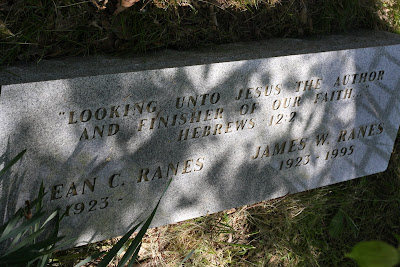 "LOOKING UNTO JESUS THE AUTHOR
AND FINISHER OF OUR FAITH..."
HEBREWS 12:2
JEAN C. RANES
1923 -
JAMES W. RANES
1923 - 1995